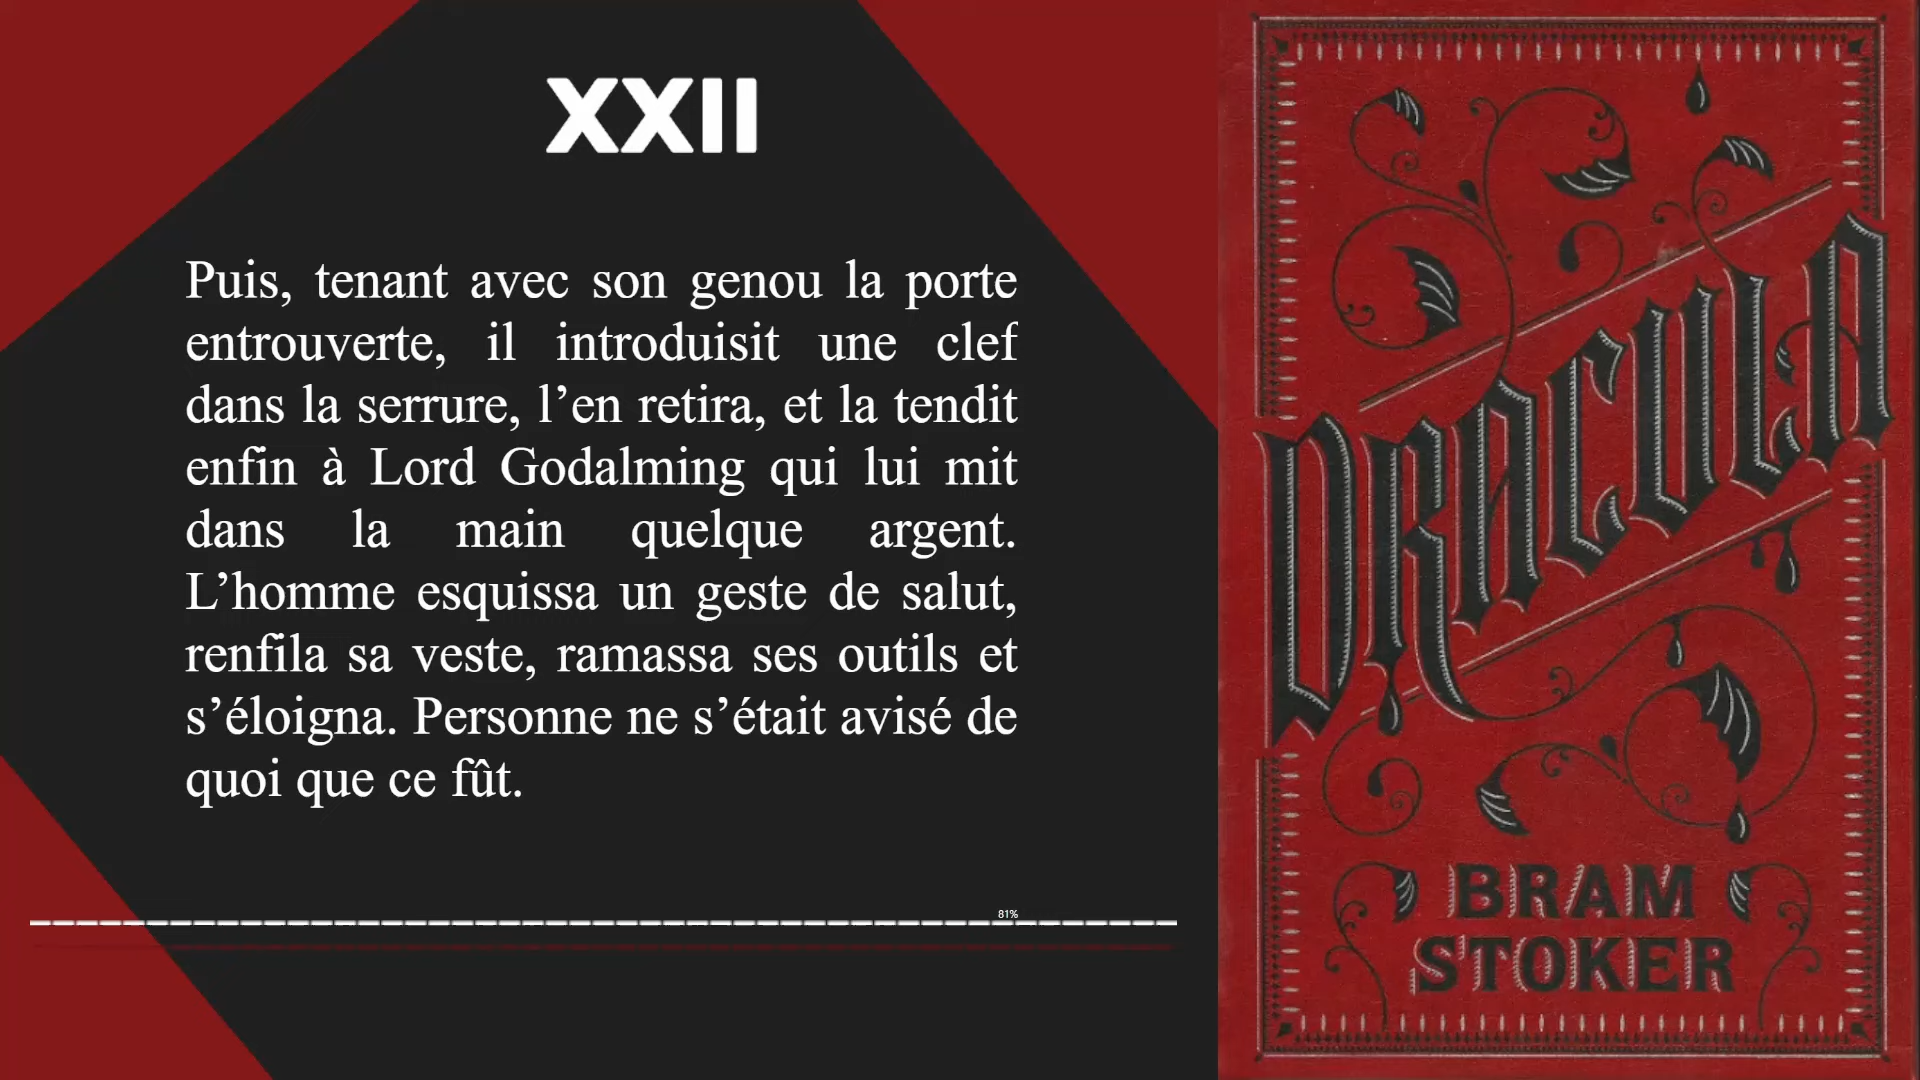 XXII
Puis, tenant avec son genou la porte
entrouverte, il introduisit une clef
dans la serrure, l’en retira, et la tendit
enfin à Lord Godalming qui lui mit
dans la main quelque argent.
L’homme esquissa un geste de salut,
renfila sa veste, ramassa ses outils et
s’éloigna. Personne ne s’était avisé de
quoi que ce fût.
81%
DRACULA
BRAM
STOKER